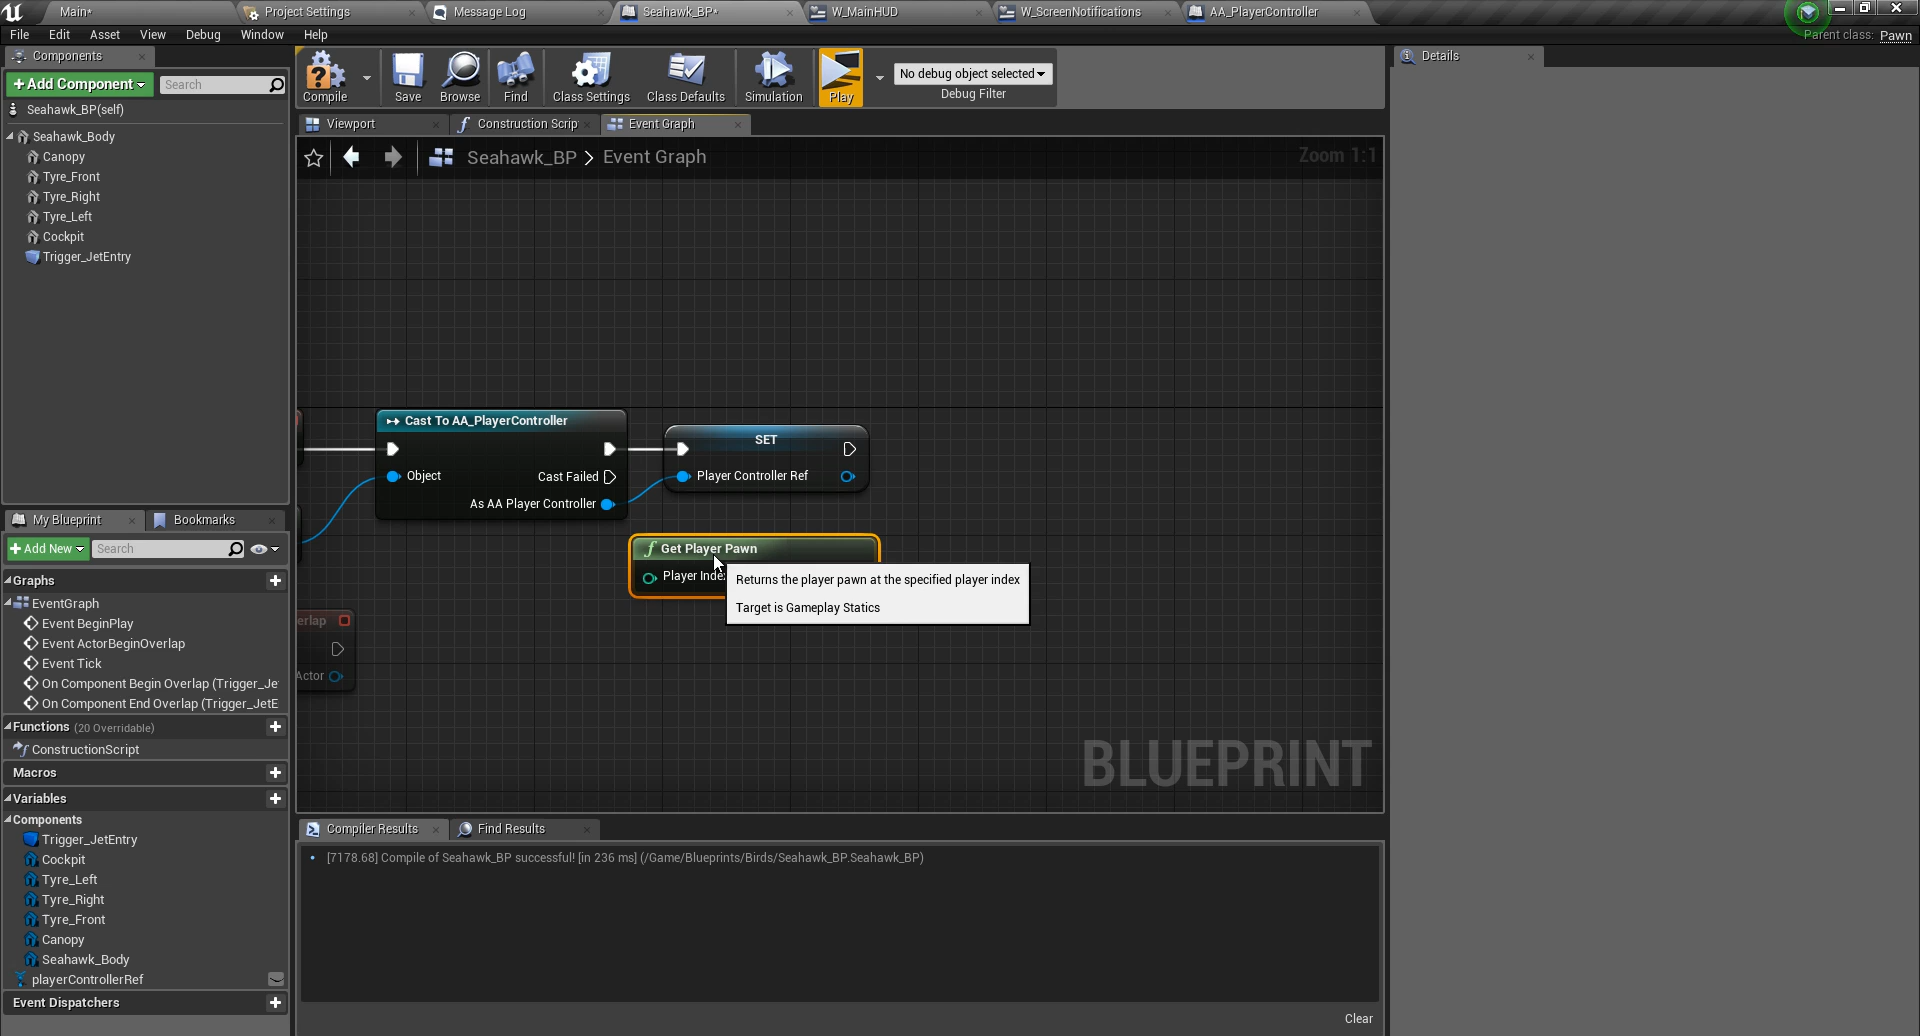 Main*
Project Settings
Message Log
Seahawk_BP*
W_MainHUD
W_ScreenNotifications
AA_PlayerController
File
Edit
Asset
View
Debug
Window
Help
Parent class: Pawn
Components
+ Add Component
Search
Seahawk_BP(self)
Seahawk_Body
Canopy
Tyre_Front
Tyre_Right
Tyre_Left
Cockpit
Trigger_JetEntry
Compile
Save
Browse
Find
Class Settings
Class Defaults
Simulation
Play
No debug object selected
Debug Filter
Details
Viewport
Construction Scrip
Event Graph
Seahawk_BP > Event Graph
Zoom 1:1
Cast To AA_PlayerController
Object
Cast Failed
As AA Player Controller
SET
Player Controller Ref
Get Player Pawn
Player Inde
Returns the player pawn at the specified player index
Target is Gameplay Statics
erlap
Actor
BLUEPRINT
My Blueprint
Bookmarks
+ Add New
Search
Graphs
EventGraph
Event BeginPlay
Event ActorBeginOverlap
Event Tick
On Component Begin Overlap (Trigger_Je
On Component End Overlap (Trigger_JetE
Functions (20 Overridable)
ConstructionScript
Macros
Variables
Components
Trigger_JetEntry
Cockpit
Tyre_Left
Tyre_Right
Tyre_Front
Canopy
Seahawk_Body
playerControllerRef
Event Dispatchers
Compiler Results
Find Results
[7178.68] Compile of Seahawk_BP successful! [in 236 ms] (/Game/Blueprints/Birds/Seahawk_BP.Seahawk_BP)
Clear